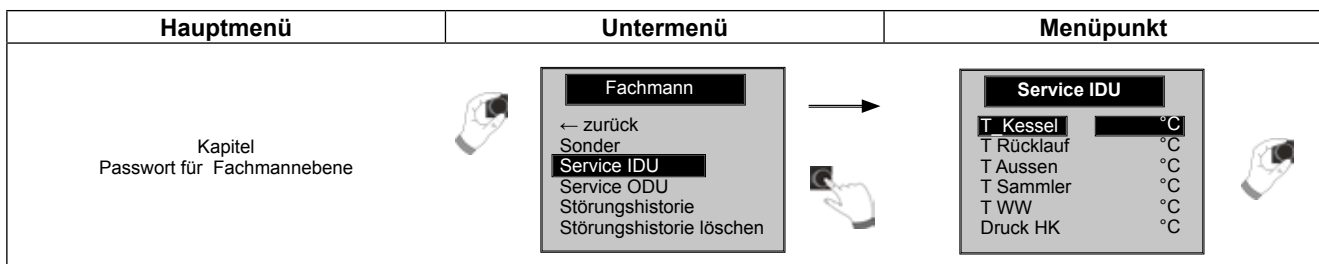 Hauptmenü Untermenü Menüpunkt
Kapitel
Passwort für Fachmannebene
Fachmann
← zurück
Sonder
Service IDU
Service ODU
Störungshistorie
Störungshistorie löschen
Service IDU
T_Kessel °C
T Rücklauf °C
T Aussen °C
T Sammler °C
T WW °C
Druck HK °C